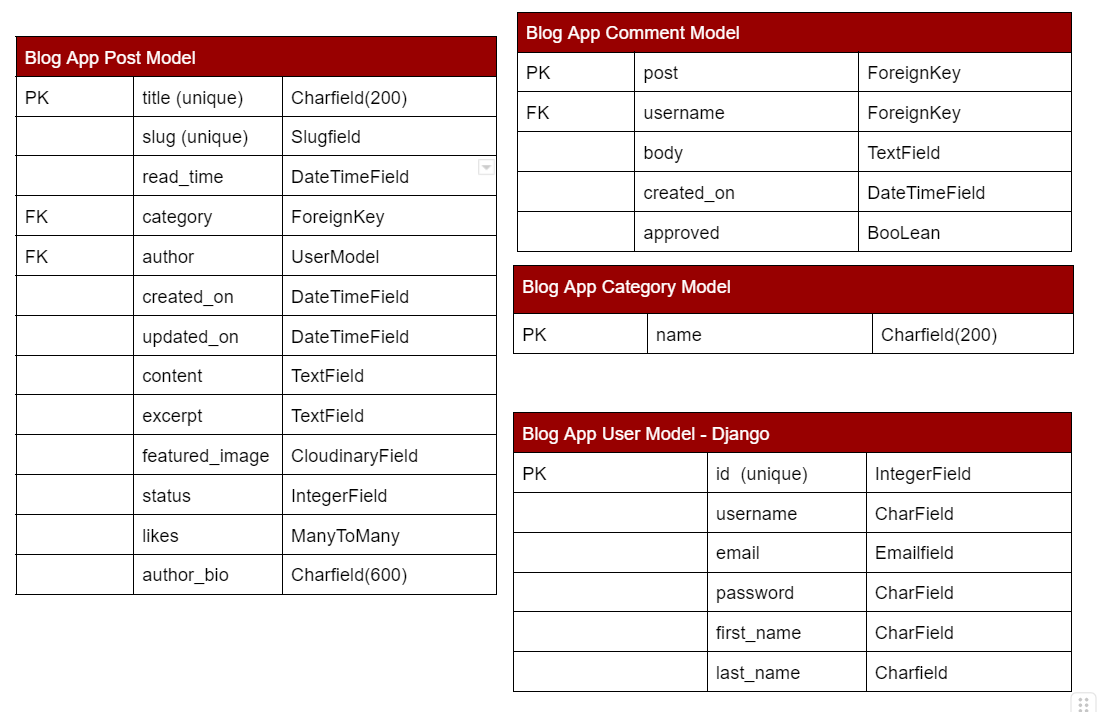 Blog App Post Model
PK title (unique) Charfield(200)
slug (unique) Slugfield
read_time DateTimeField
FK category ForeignKey
FK author UserModel
created_on DateTimeField
updated_on DateTimeField
content TextField
excerpt TextField
featured_image CloudinaryField
status IntegerField
likes ManyToMany
author_bio Charfield(600)
Blog App Comment Model
PK post ForeignKey
FK username ForeignKey
body TextField
created_on DateTimeField
approved BooLean
Blog App Category Model
PK name Charfield(200)
Blog App User Model - Django
PK id (unique) IntegerField
username CharField
email Emailfield
password CharField
first_name CharField
last_name Charfield